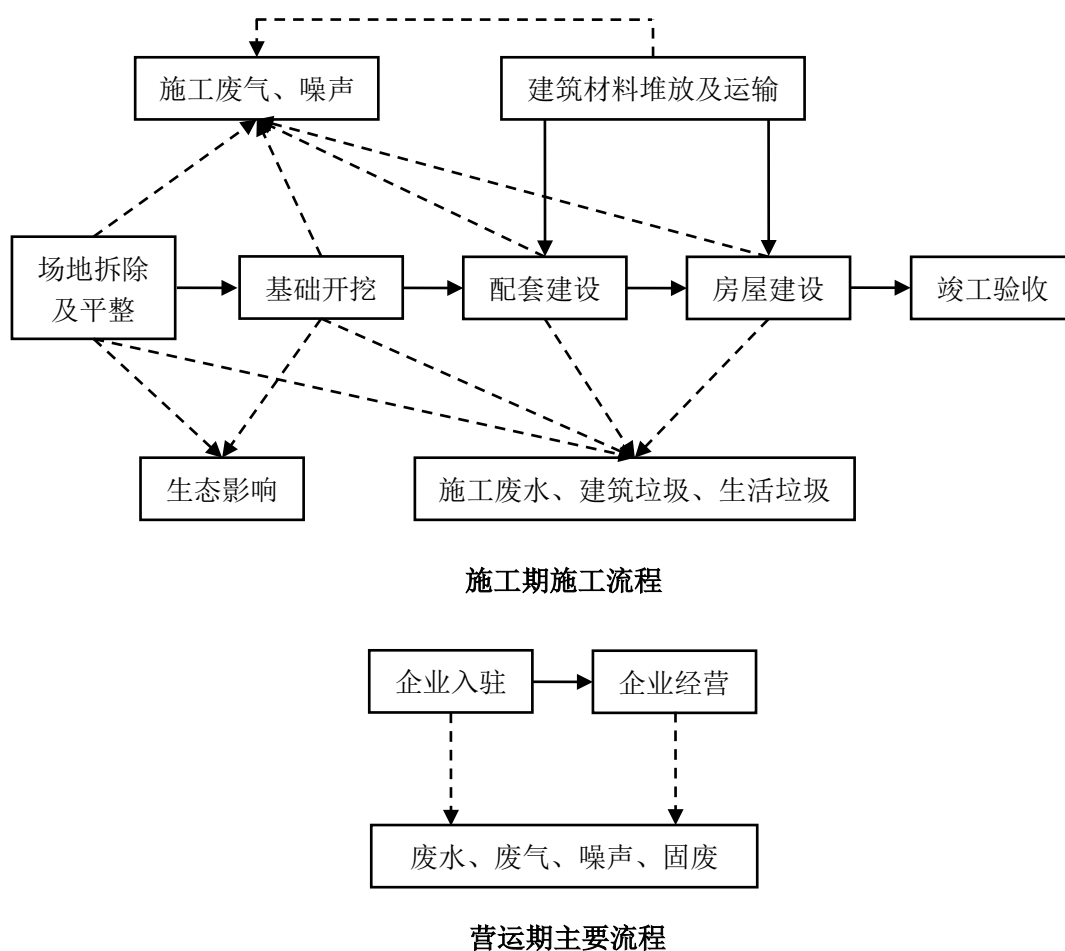 施工废气、噪声
建筑材料堆放及运输
场地拆除
及平整
基础开挖
配套建设
房屋建设
竣工验收
生态影响
施工废水、建筑垃圾、生活垃圾
施工期施工流程
企业入驻
企业经营
废水、废气、噪声、固废
营运期主要流程